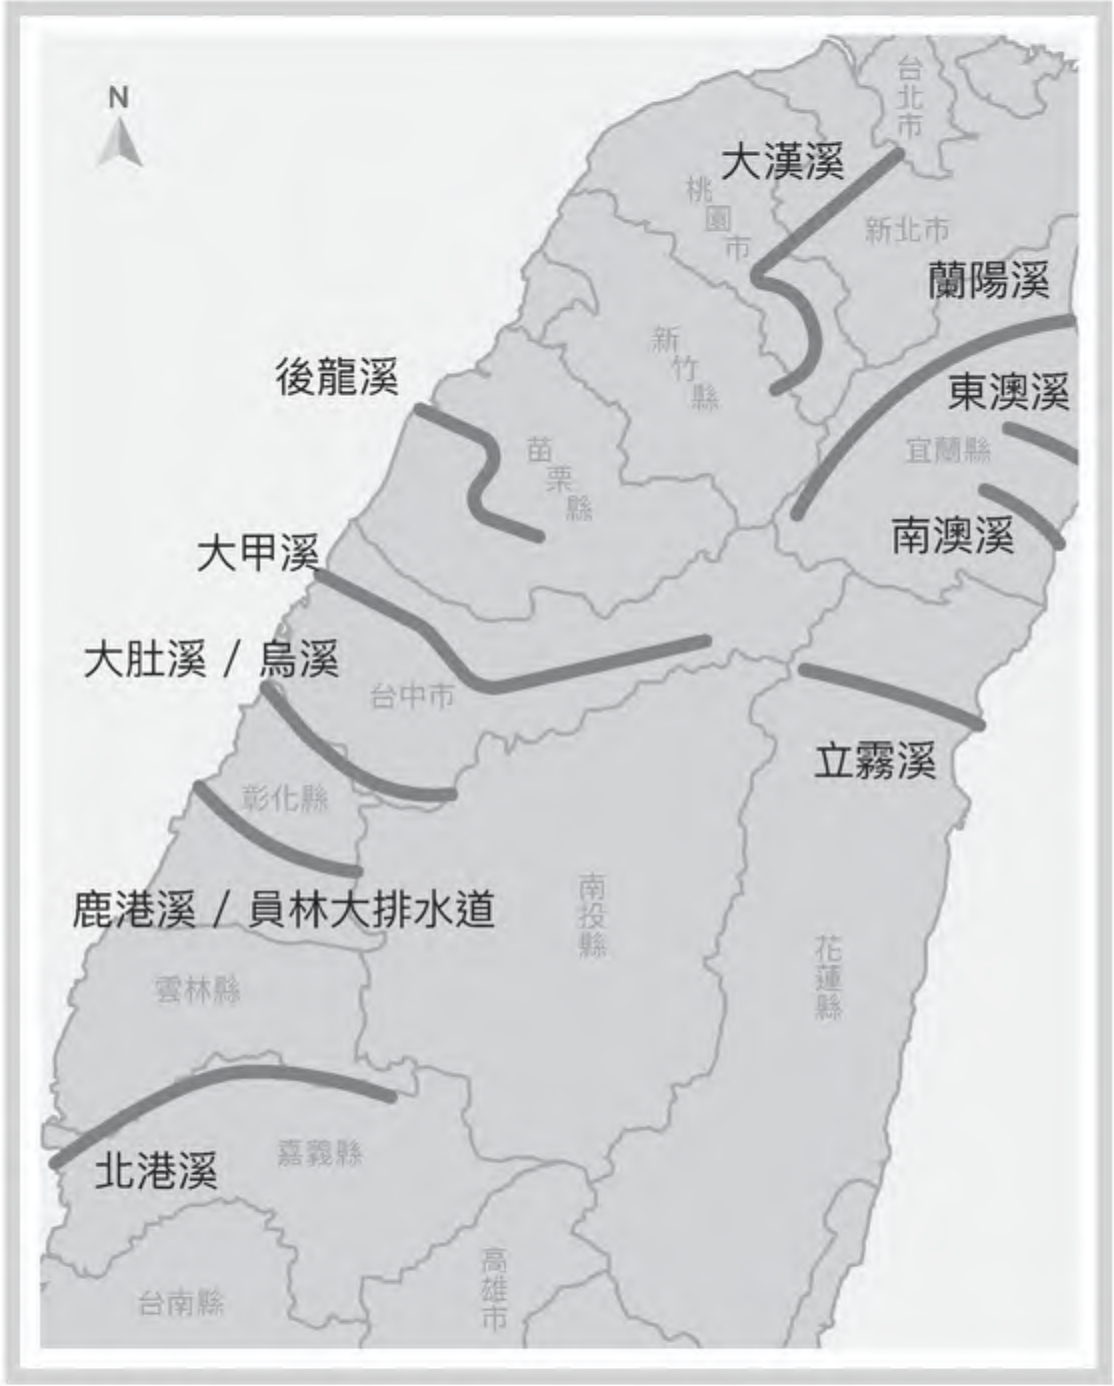 N
台北市
大漢溪
桃園市
新北市
蘭陽溪
新竹縣
後龍溪
東澳溪
苗栗縣
宜蘭縣
南澳溪
大甲溪
大肚溪 / 烏溪
台中市
立霧溪
彰化縣
鹿港溪 / 員林大排水道
南投縣
花蓮縣
雲林縣
北港溪
嘉義縣
高雄市
台南縣